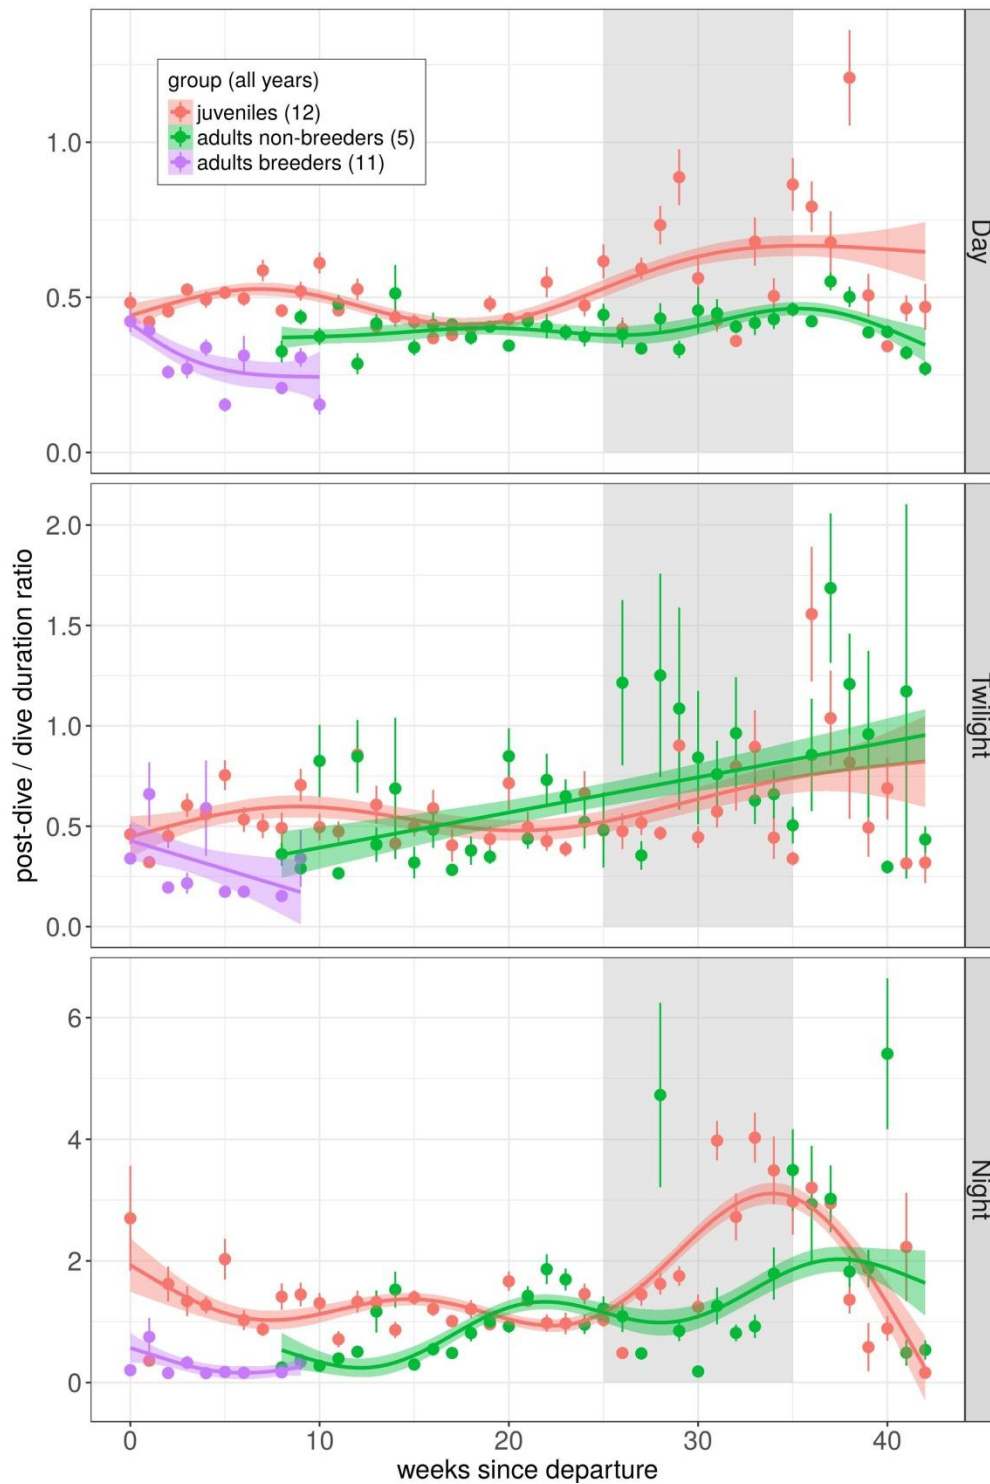 group (all years)
juveniles (12)
adults non-breeders (5)
adults breeders (11)
1.0
0.5
0.0
Day
2.0
1.5
1.0
0.5
0.0
Twilight
post-dive / dive duration ratio
6
4
2
0
Night
0 10 20 30 40
weeks since departure